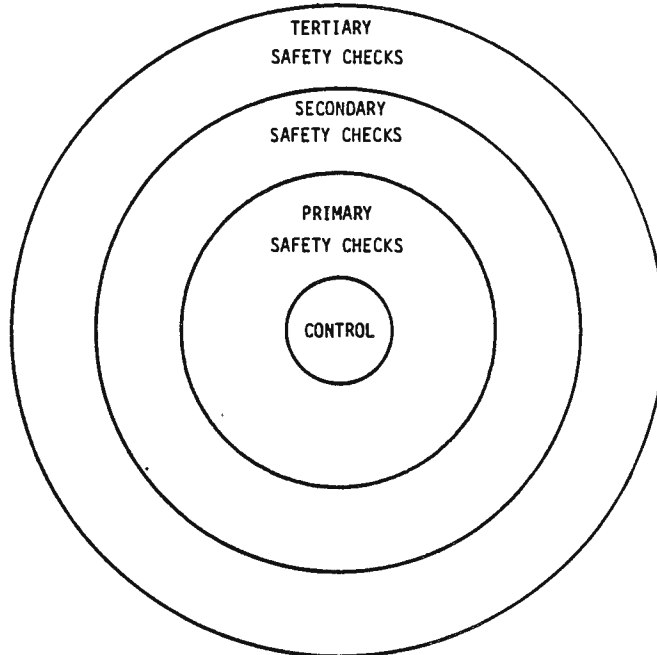 TERTIARY
SAFETY CHECKS
SECONDARY
SAFETY CHECKS
PRIMARY
SAFETY CHECKS
CONTROL